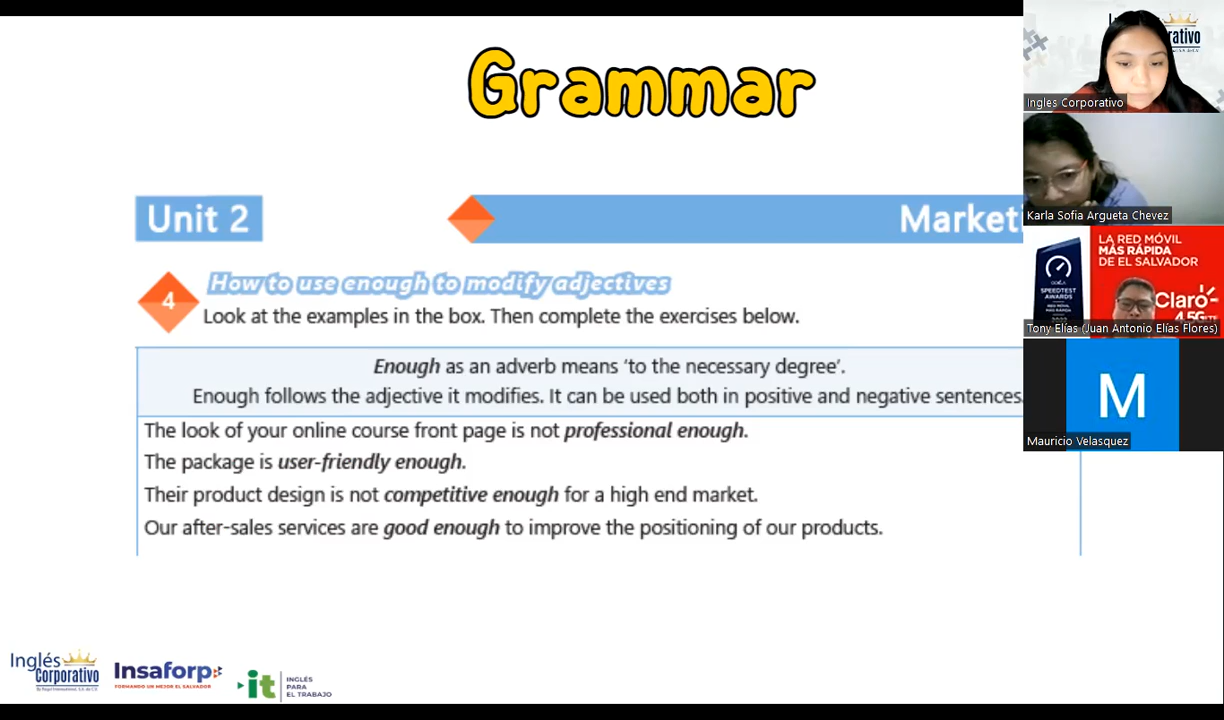 Grammar
Unit 2
Marketi
How to use enough to modify adjectives
4
Look at the examples in the box. Then complete the exercises below.
Enough as an adverb means ‘to the necessary degree’.
Enough follows the adjective it modifies. It can be used both in positive and negative sentences.
The look of your online course front page is not professional enough.
The package is user-friendly enough.
Their product design is not competitive enough for a high end market.
Our after-sales services are good enough to improve the positioning of our products.
Inglés
Corporativo
Insaforp
FORMANDO UN MEJOR EL SALVADOR
it
INGLÉS
PARA
EL TRABAJO
rativo
Ingles Corporativo
Karla Sofia Argueta Chevez
LA RED MÓVIL
MÁS RÁPIDA
DE EL SALVADOR
SPEEDTEST
AWARDS
Claro
4.5G
Tony Elías (Juan Antonio Elías Flores)
M
Mauricio Velasquez